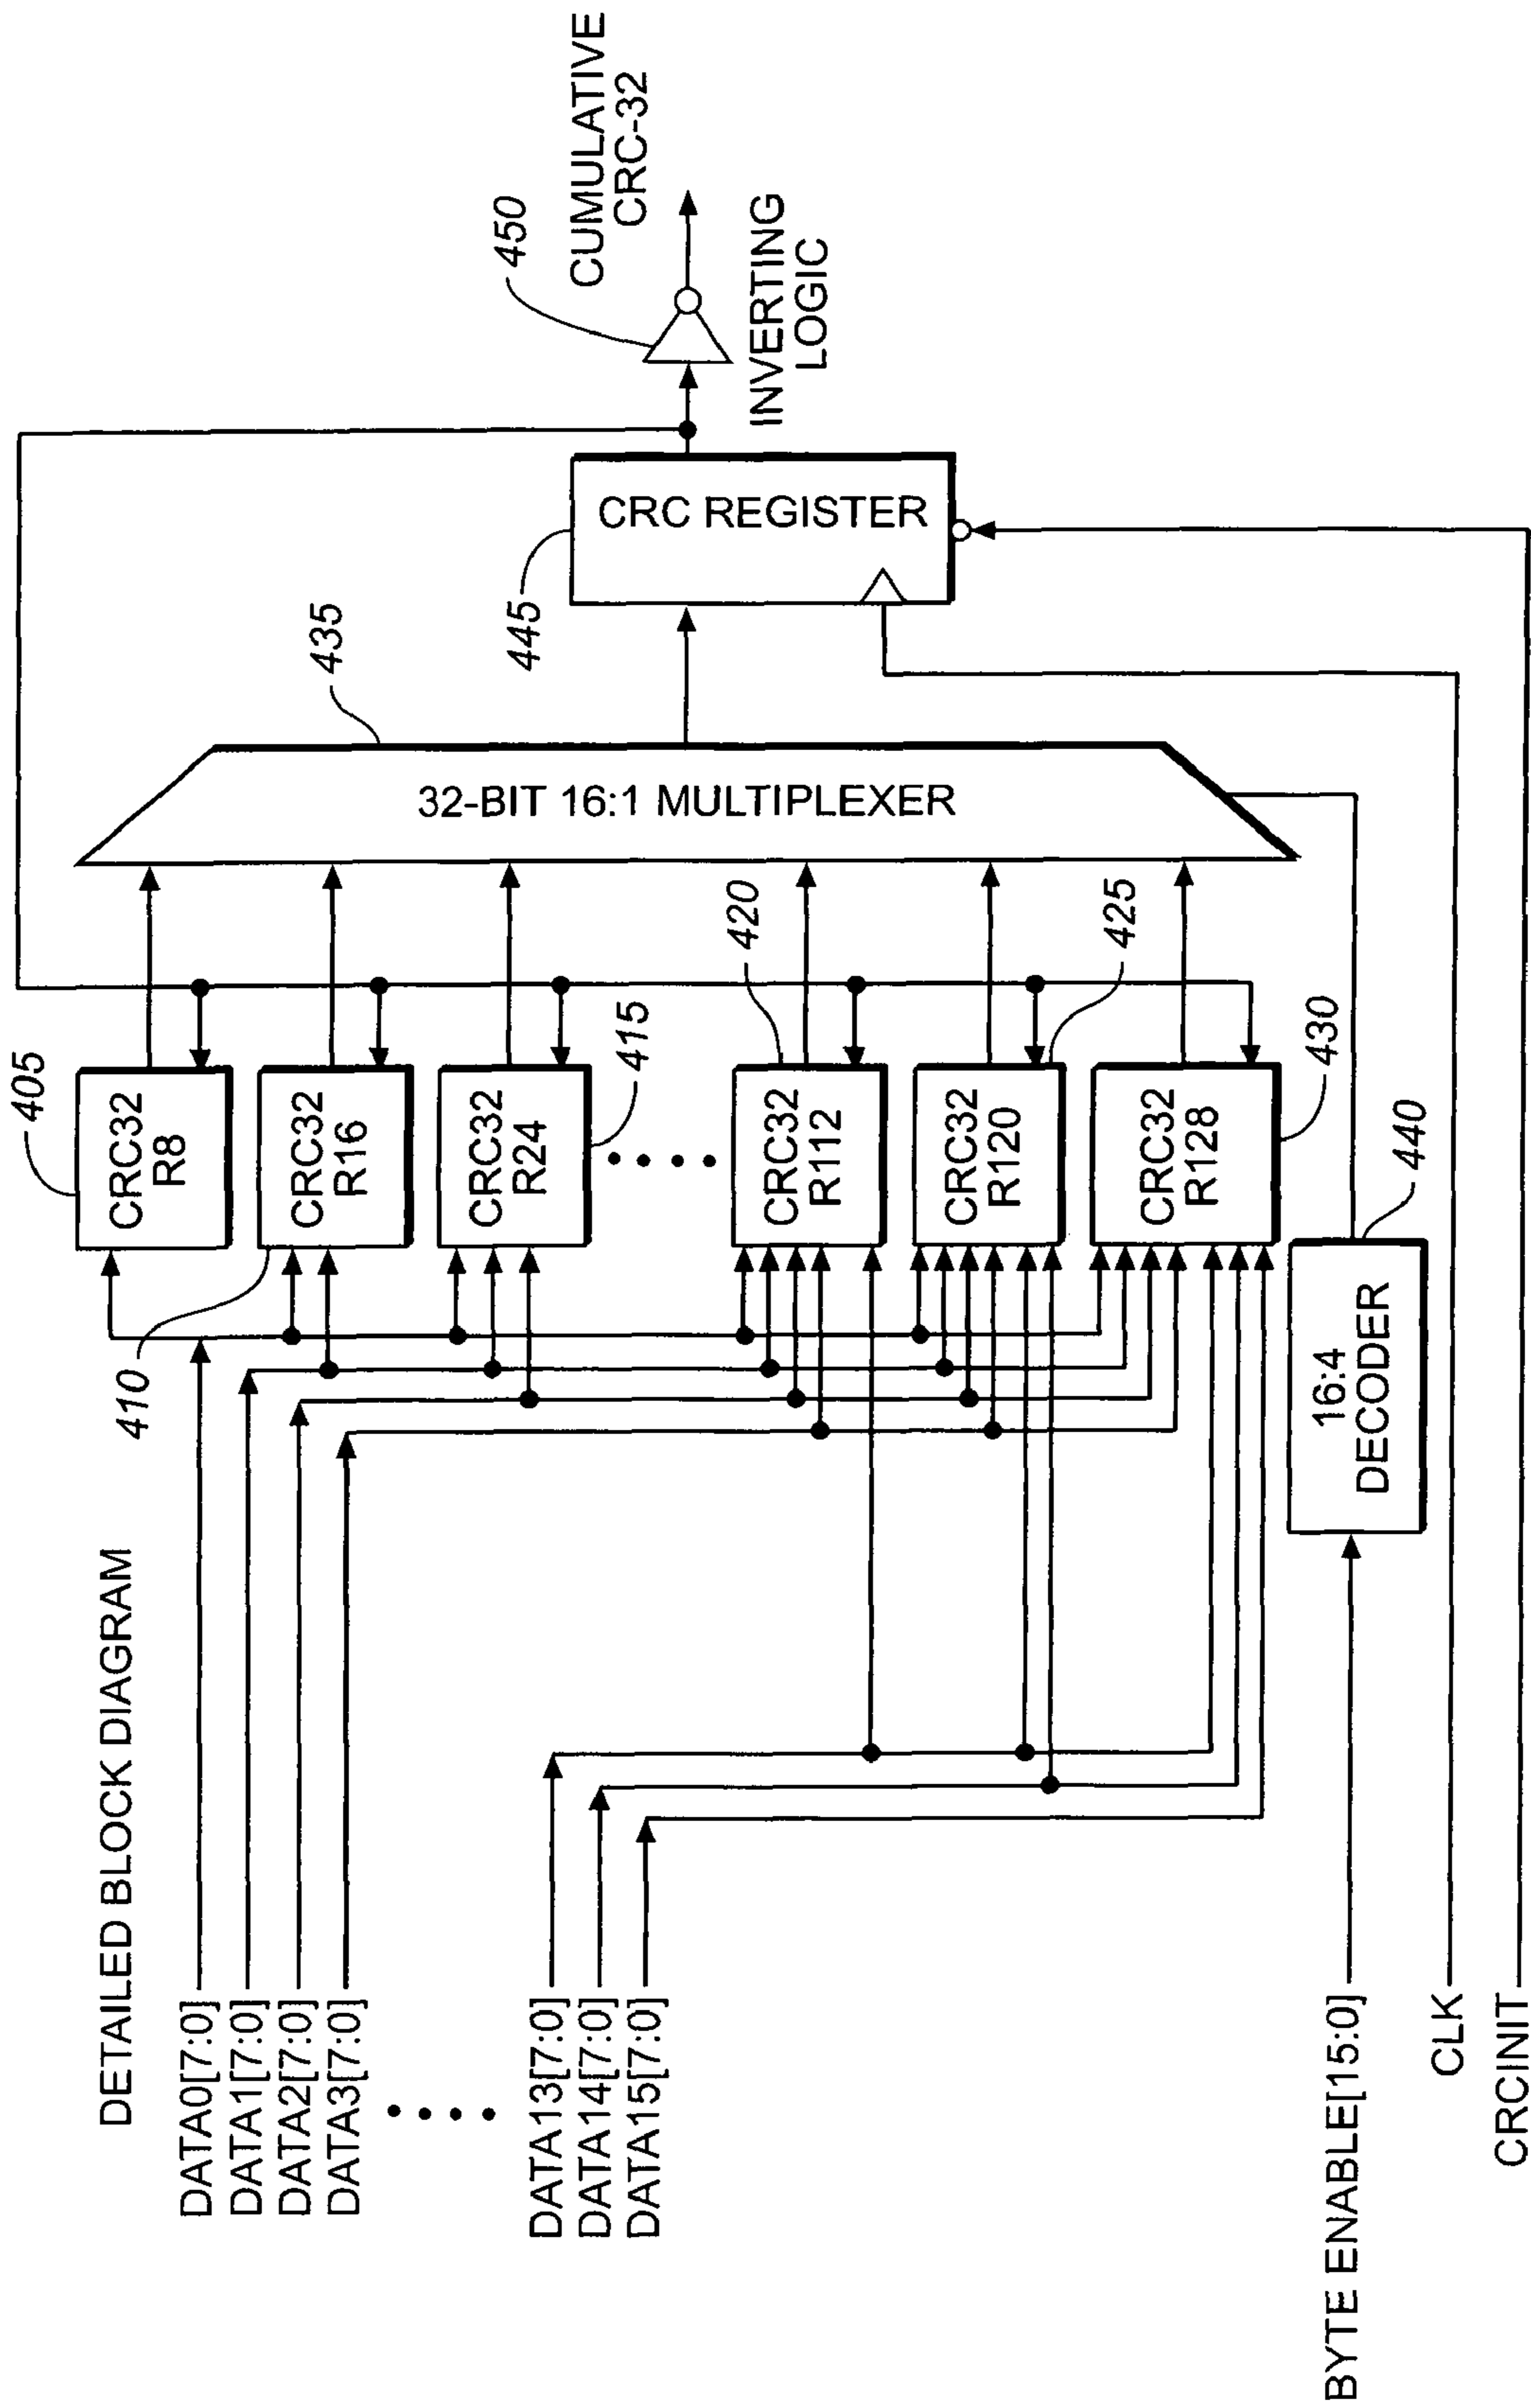 DETAILED BLOCK DIAGRAM
DATA0[7:0]
DATA1[7:0]
DATA2[7:0]
DATA3[7:0]
DATA13[7:0]
DATA14[7:0]
DATA15[7:0]
BYTE ENABLE[15:0]
CLK
CRCINIT
405
CRC32
R8
410
CRC32
R16
CRC32
R24
415
420
CRC32
R112
CRC32
R120
425
CRC32
R128
430
16:4
DECODER
440
435
32-BIT 16:1 MULTIPLEXER
445
CRC REGISTER
450
INVERTING
LOGIC
CUMULATIVE
CRC-32